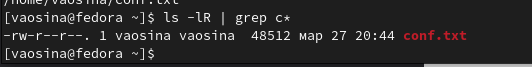 /home/vaosina/conf.txt
[vaosina@fedora ~]$ ls -lR | grep c*
-rw-r--r--. 1 vaosina vaosina  48512 мар 27 20:44 conf.txt
[vaosina@fedora ~]$